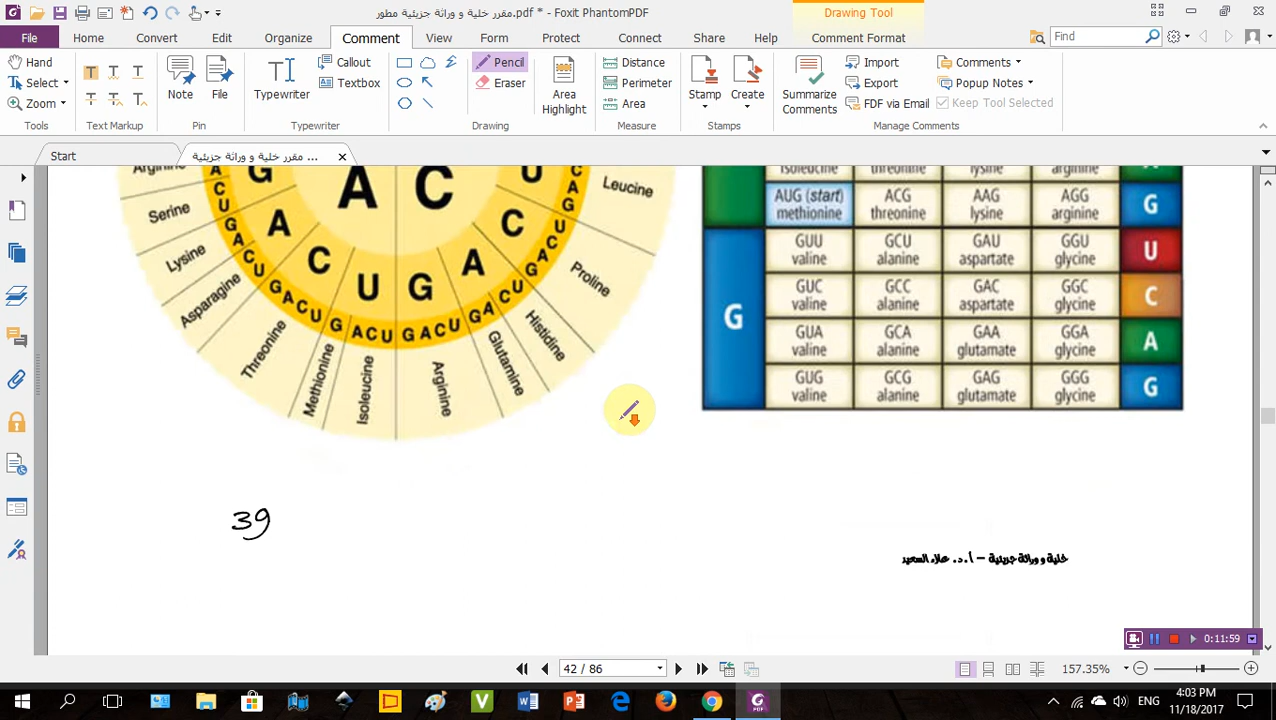 مقرر خلية و وراثة جزيئية مطور.pdf * - Foxit PhantomPDF
Drawing Tool
File
Home
Convert
Edit
Organize
Comment
View
Form
Protect
Connect
Share
Help
Comment Format
Find
Hand
Select
Zoom
Tools
Text Markup
Note
File
Pin
Typewriter
Callout
Textbox
Typewriter
Pencil
Eraser
Drawing
Area Highlight
Distance
Perimeter
Area
Measure
Stamp
Create
Stamps
Summarize Comments
Import
Export
FDF via Email
Comments
Popup Notes
Keep Tool Selected
Manage Comments
Start
مقرر خلية و وراثة جزيئية ...
Arginine
Serine
Lysine
Asparagine
Threonine
Methionine
Isoleucine
Arginine
Glutamine
Histidine
Proline
Leucine
G A C U
A C U G A C
A C U G A C U G A C U G A C U G A C U G A C U G A C U G A C
isoleucine threonine lysine arginine A
AUG (start) methionine ACG threonine AAG lysine AGG arginine G
G
GUU valine GCU alanine GAU aspartate GGU glycine U
GUC valine GCC alanine GAC aspartate GGC glycine C
GUA valine GCA alanine GAA glutamate GGA glycine A
GUG valine GCG alanine GAG glutamate GGG glycine G
39
خلية و وراثة جزيئية – أ.د. علاء السعيد
0:11:59
42 / 86
157.35%
ENG
4:03 PM
11/18/2017